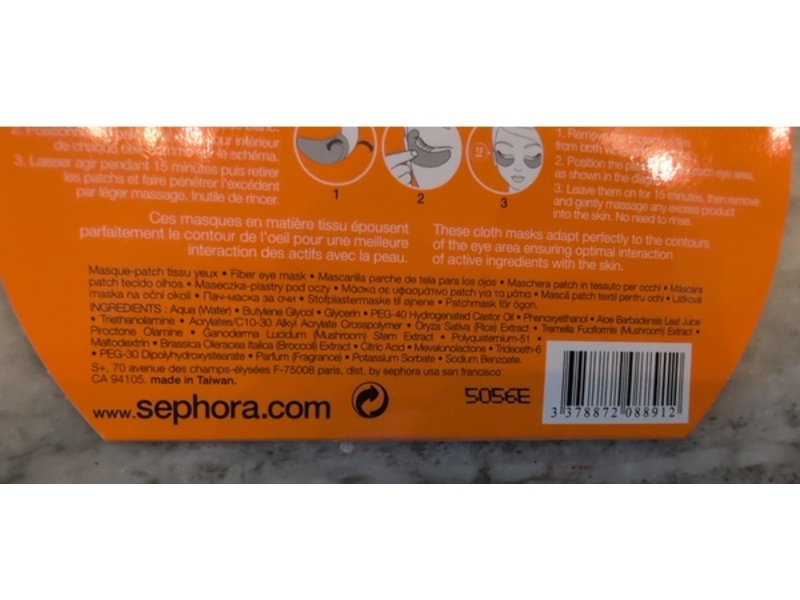 2.
de chaque
3. Laisser agir pendant 15 minutes puis retirer
les patchs et faire pénétrer l'excédent
par léger massage. Inutile de rincer.
1
2
3
1. Remove
from both
2. Position the eye area,
as shown in the
3. Leave them on for 15 minutes, then remove
and gently massage any excess product
into the skin. No need to rinse.
Ces masques en matière tissu épousent
parfaitement le contour de l'oeil pour une meilleure
interaction des actifs avec la peau.
These cloth masks adapt perfectly to the contours
of the eye area ensuring optimal interaction
of active ingredients with the skin.
Masque-patch tissu yeux • Fiber eye mask • Mascarilla parche de tela para los ojos • Maschera patch in tessuto per occhi • Máscara
patch tecido olhos • Maseczka-plastry pod oczy • Μάσκα σε υφασμάτινο patch για τα μάτια • Mască patch textil pentru ochi • Látková
maska na oční okolí • Пач-маска за очи • Stofplastermaske til øjnene • Patchmask för ögon.
INGREDIENTS : Aqua (Water) • Butylene Glycol • Glycerin • PEG-40 Hydrogenated Castor Oil • Phenoxyethanol • Aloe Barbadensis Leaf Juice
• Triethanolamine • Acrylates/C10-30 Alkyl Acrylate Crosspolymer • Oryza Sativa (Rice) Extract • Tremella Fuciformis (Mushroom) Extract •
Piroctone Olamine • Ganoderma Lucidum (Mushroom) Stem Extract • Polyquaternium-51 •
Maltodextrin • Brassica Oleracea Italica (Broccoli) Extract • Citric Acid • Mevalonolactone • Trideceth-6
• PEG-30 Dipolyhydroxystearate • Parfum (Fragrance) • Potassium Sorbate • Sodium Benzoate.
S+, 70 avenue des champs-élysées F-75008 paris, dist. by sephora usa san francisco
CA 94105. made in Taiwan.
www.sephora.com
5056E
3 378872 088912